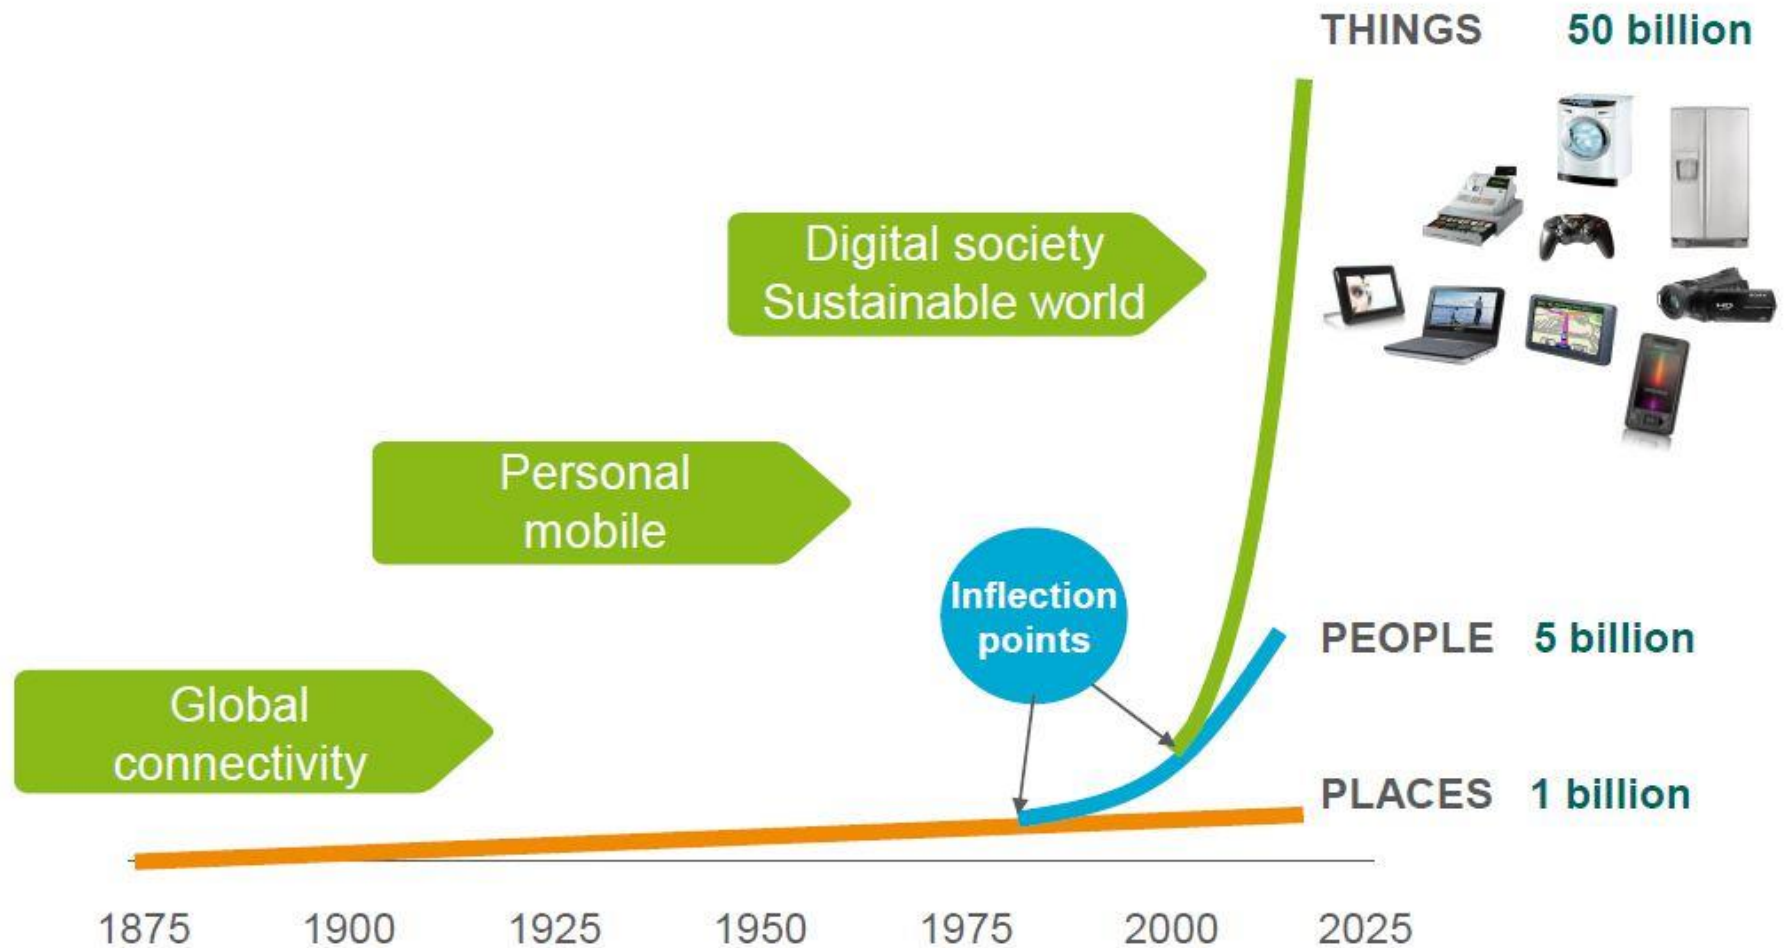 THINGS 50 billion
Digital society
Sustainable world
Personal
mobile
Inflection
points
PEOPLE 5 billion
Global
connectivity
PLACES 1 billion
1875 1900 1925 1950 1975 2000 2025